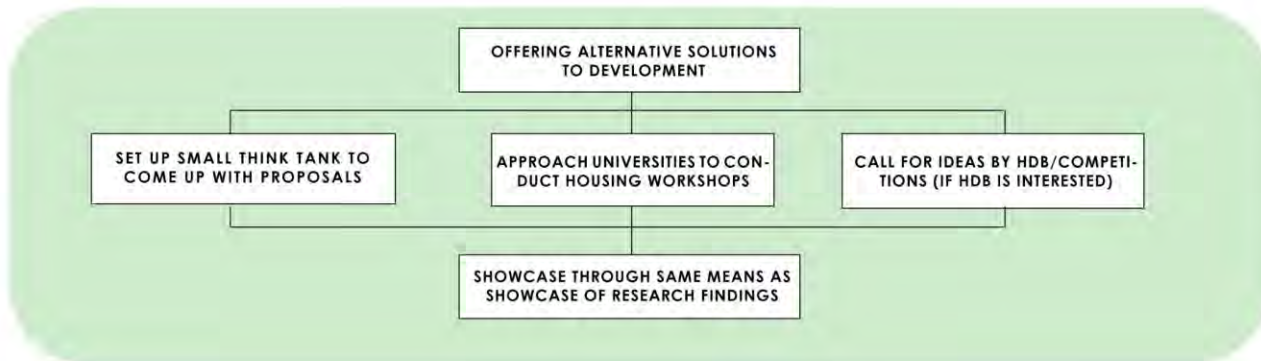 OFFERING ALTERNATIVE SOLUTIONS
TO DEVELOPMENT
SET UP SMALL THINK TANK TO
COME UP WITH PROPOSALS
APPROACH UNIVERSITIES TO CON-
DUCT HOUSING WORKSHOPS
CALL FOR IDEAS BY HDB/COMPETI-
TIONS (IF HDB IS INTERESTED)
SHOWCASE THROUGH SAME MEANS AS
SHOWCASE OF RESEARCH FINDINGS